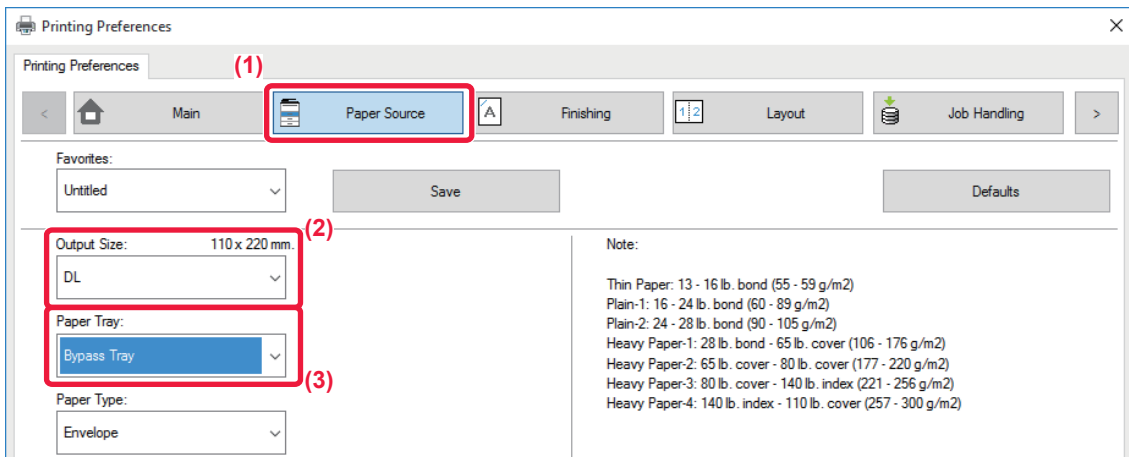 Printing Preferences
Printing Preferences
(1)
< Main Paper Source A Finishing 1 2 Layout Job Handling >
Favorites:
Untitled Save Defaults
(2)
Output Size: 110 x 220 mm.
DL
Paper Tray:
Bypass Tray
(3)
Paper Type:
Envelope
Note:
Thin Paper: 13 - 16 lb. bond (55 - 59 g/m2)
Plain-1: 16 - 24 lb. bond (60 - 89 g/m2)
Plain-2: 24 - 28 lb. bond (90 - 105 g/m2)
Heavy Paper-1: 28 lb. bond - 65 lb. cover (106 - 176 g/m2)
Heavy Paper-2: 65 lb. cover - 80 lb. cover (177 - 220 g/m2)
Heavy Paper-3: 80 lb. cover - 140 lb. index (221 - 256 g/m2)
Heavy Paper-4: 140 lb. index - 110 lb. cover (257 - 300 g/m2)